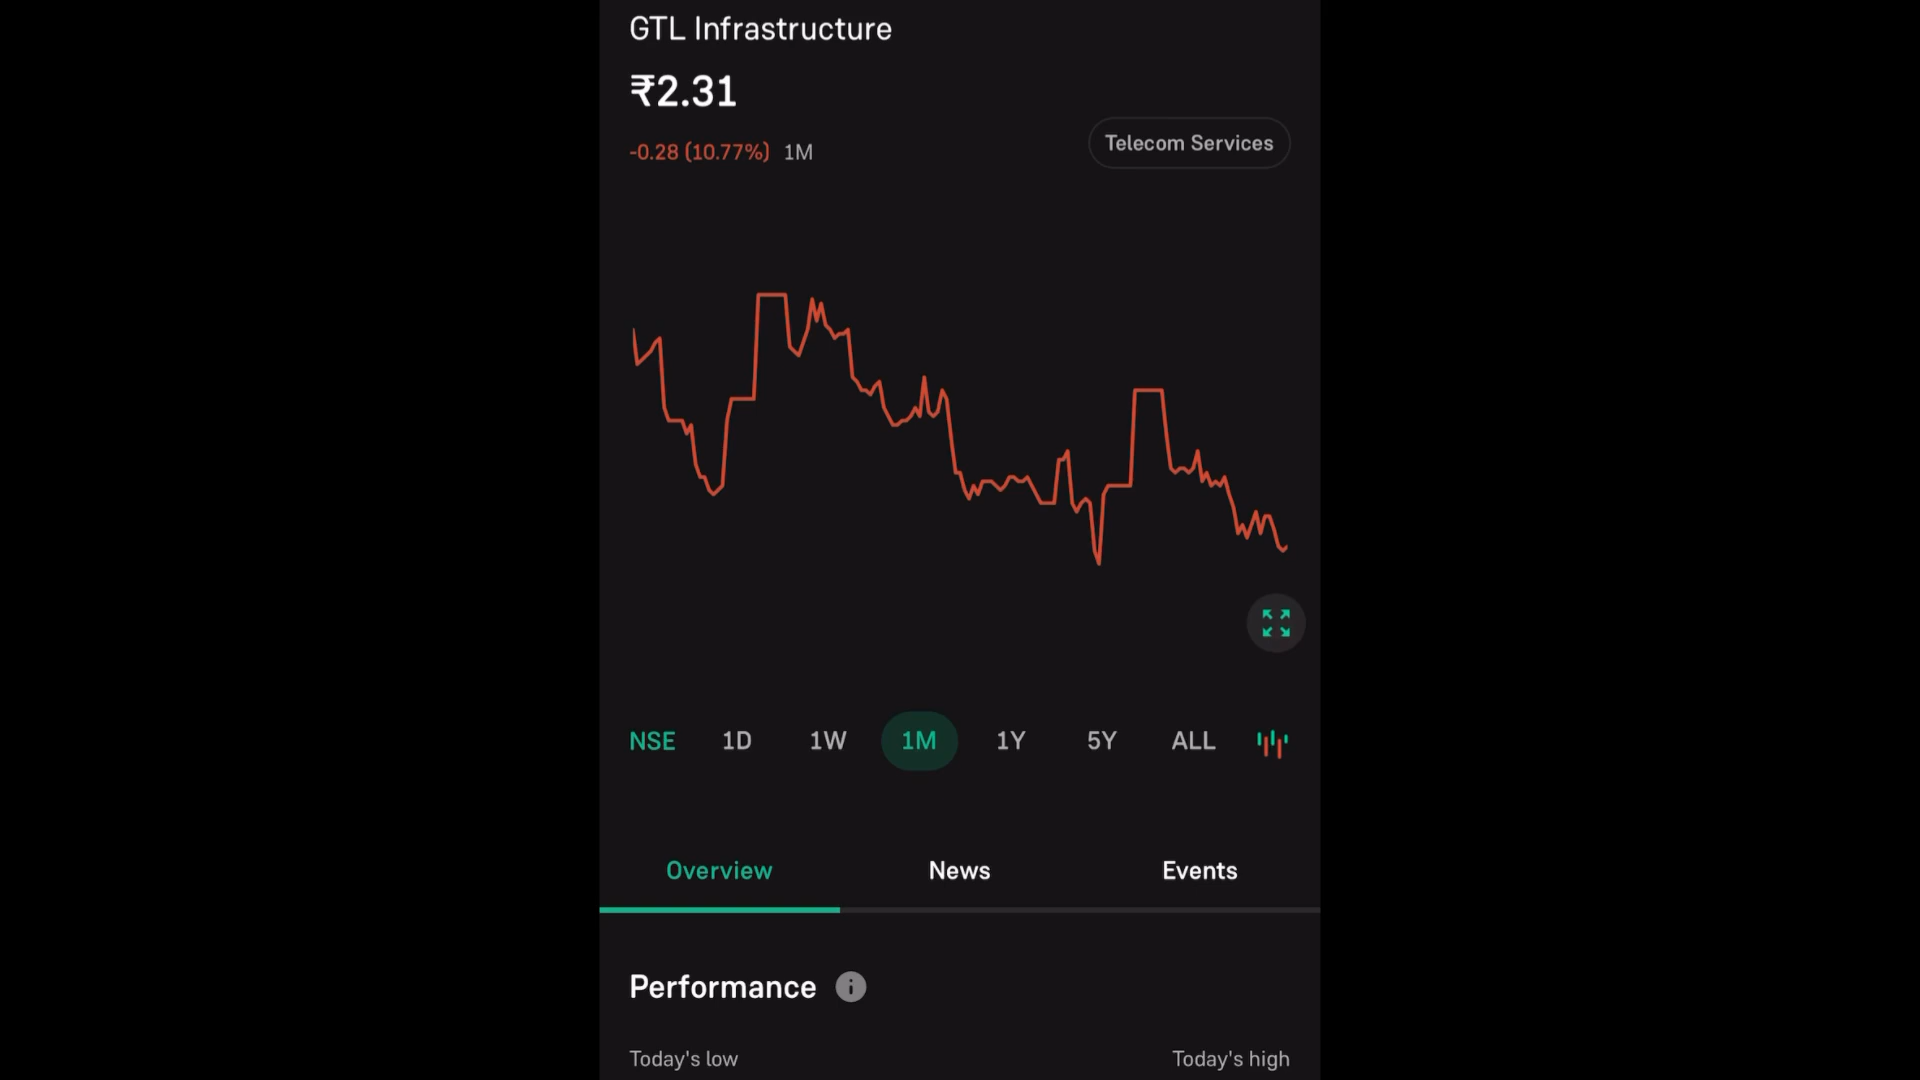 GTL Infrastructure
₹2.31
-0.28 (10.77%) 1M
Telecom Services
NSE 1D 1W 1M 1Y 5Y ALL
Overview News Events
Performance
Today's low Today's high